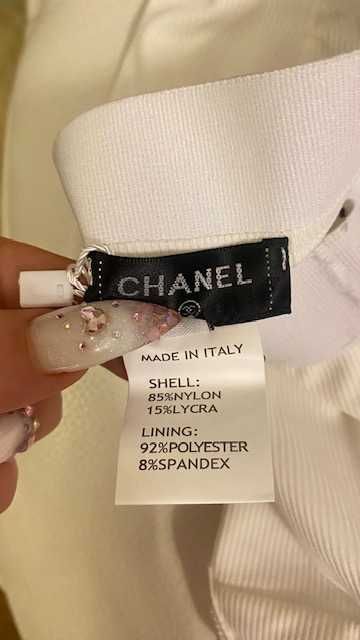 CHANEL
MADE IN ITALY
SHELL:
85%NYLON
15%LYCRA
LINING:
92%POLYESTER
8%SPANDEX